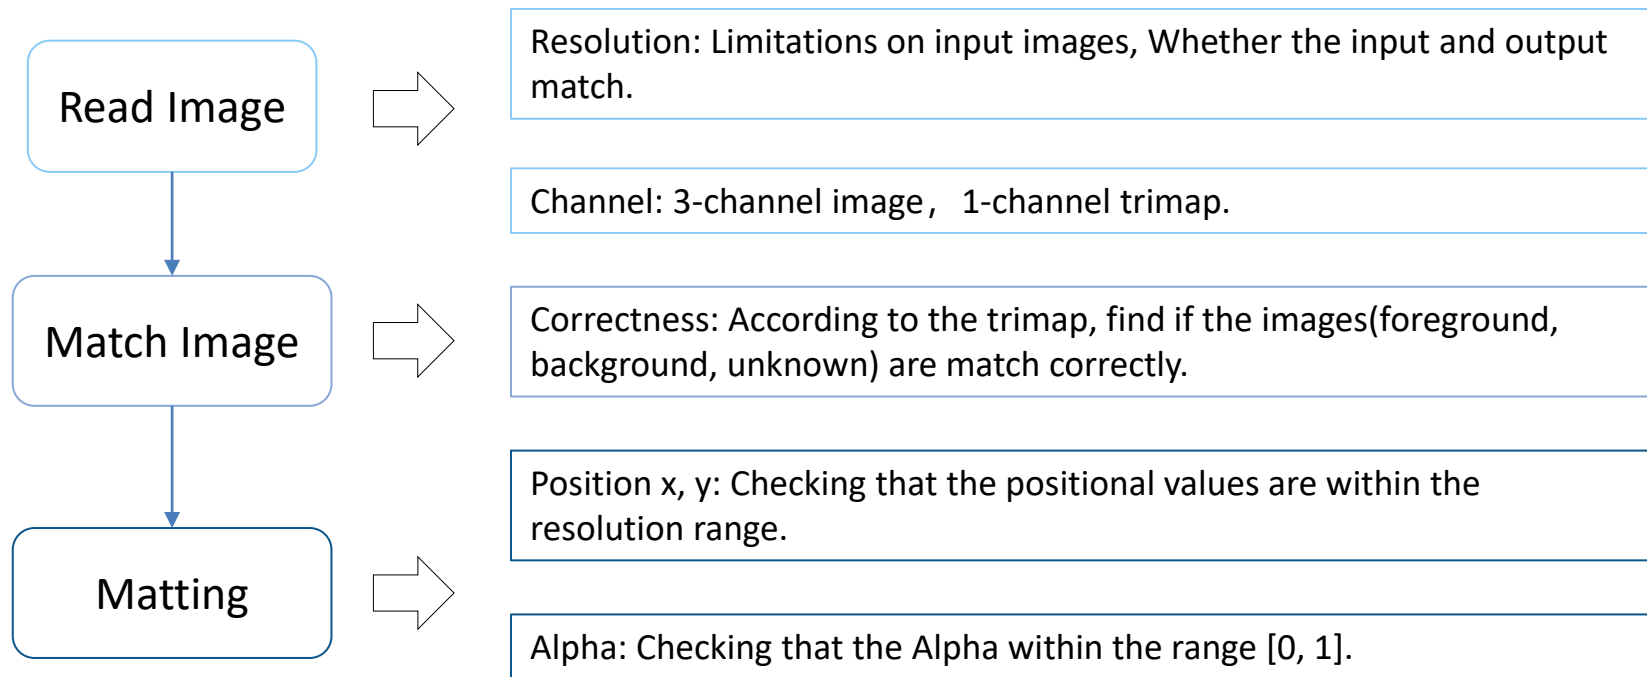 Read Image
Resolution: Limitations on input images, Whether the input and output
match.
Channel: 3-channel image，1-channel trimap.
Match Image
Correctness: According to the trimap, find if the images(foreground,
background, unknown) are match correctly.
Matting
Position x, y: Checking that the positional values are within the
resolution range.
Alpha: Checking that the Alpha within the range [0, 1].